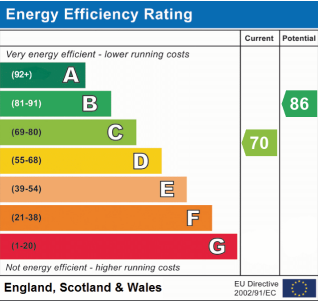 Energy Efficiency Rating
Current Potential
Very energy efficient - lower running costs
(92+) A
(81-91) B
86
(69-80) C
70
(55-68) D
(39-54) E
(21-38) F
(1-20) G
Not energy efficient - higher running costs
England, Scotland & Wales
EU Directive
2002/91/EC